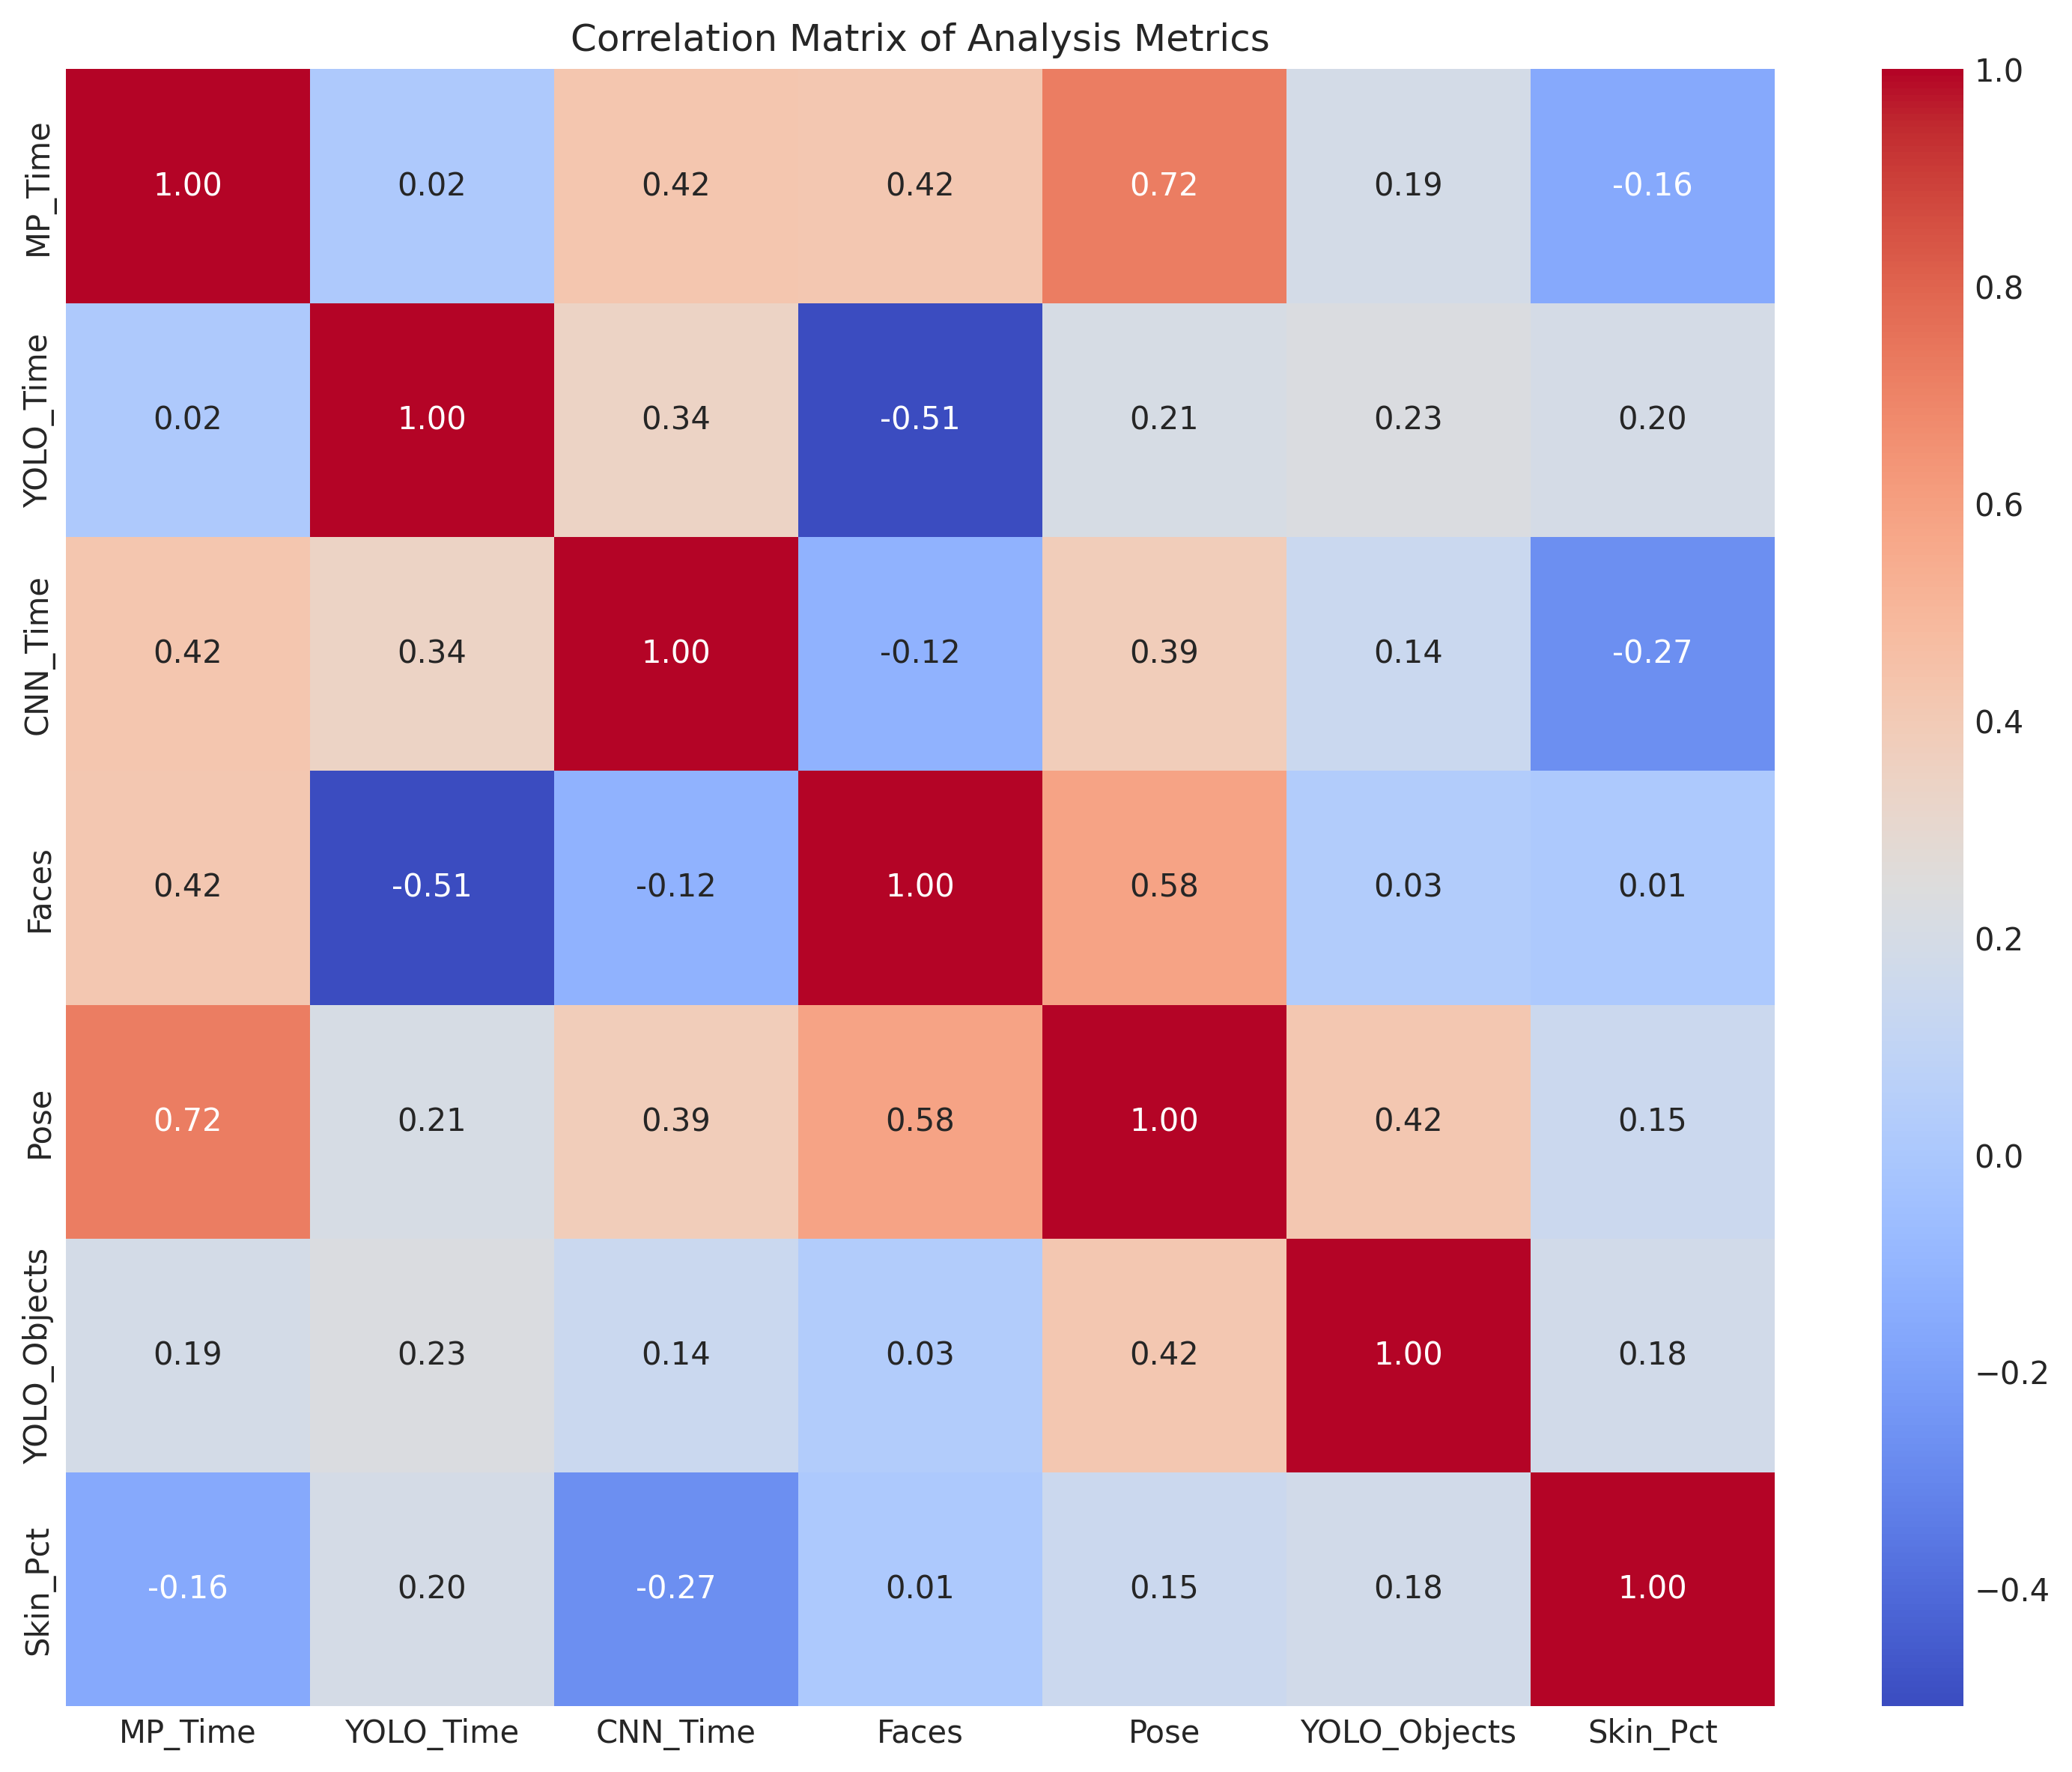 Correlation Matrix of Analysis Metrics
MP_Time 1.00 0.02 0.42 0.42 0.72 0.19 -0.16
YOLO_Time 0.02 1.00 0.34 -0.51 0.21 0.23 0.20
CNN_Time 0.42 0.34 1.00 -0.12 0.39 0.14 -0.27
Faces 0.42 -0.51 -0.12 1.00 0.58 0.03 0.01
Pose 0.72 0.21 0.39 0.58 1.00 0.42 0.15
YOLO_Objects 0.19 0.23 0.14 0.03 0.42 1.00 0.18
Skin_Pct -0.16 0.20 -0.27 0.01 0.15 0.18 1.00
MP_Time YOLO_Time CNN_Time Faces Pose YOLO_Objects Skin_Pct
1.0
0.8
0.6
0.4
0.2
0.0
−0.2
−0.4